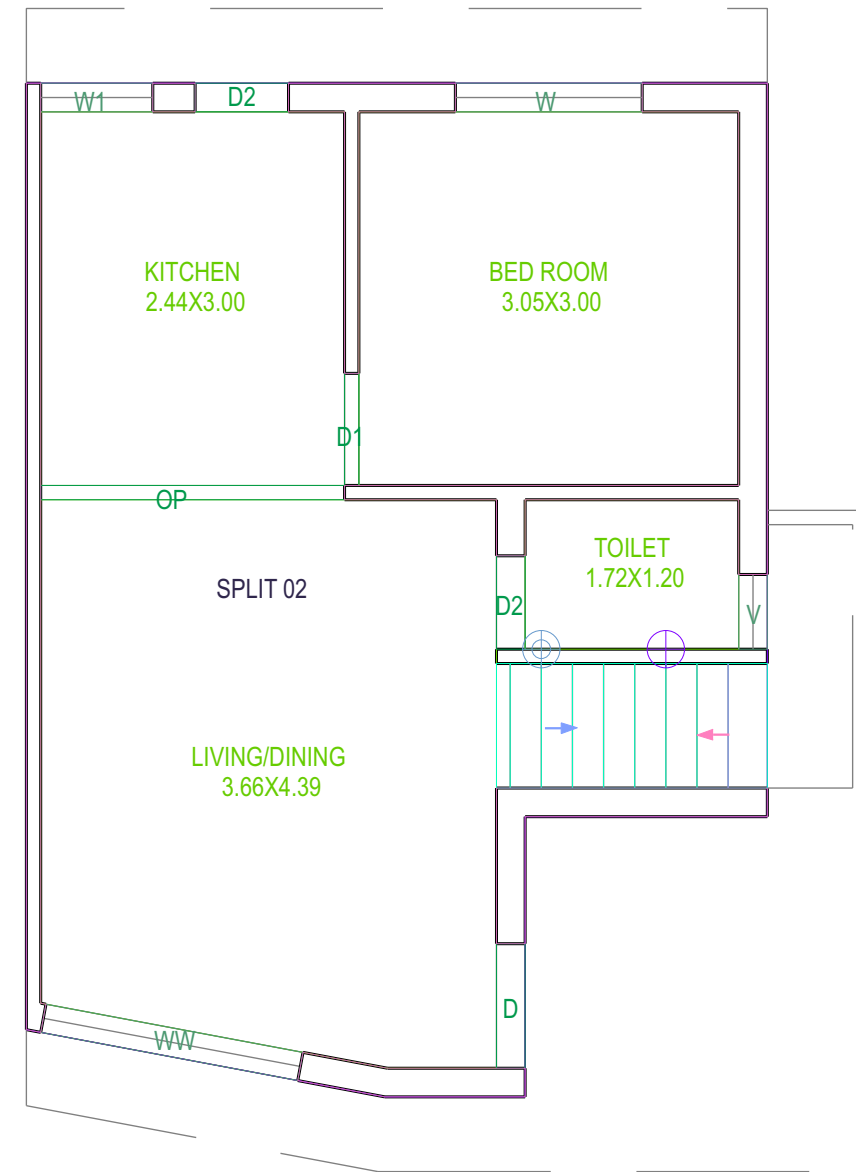 W1
D2
W
KITCHEN
2.44X3.00
BED ROOM
3.05X3.00
D1
OP
TOILET
1.72X1.20
SPLIT 02
D2
V
LIVING/DINING
3.66X4.39
D
WW